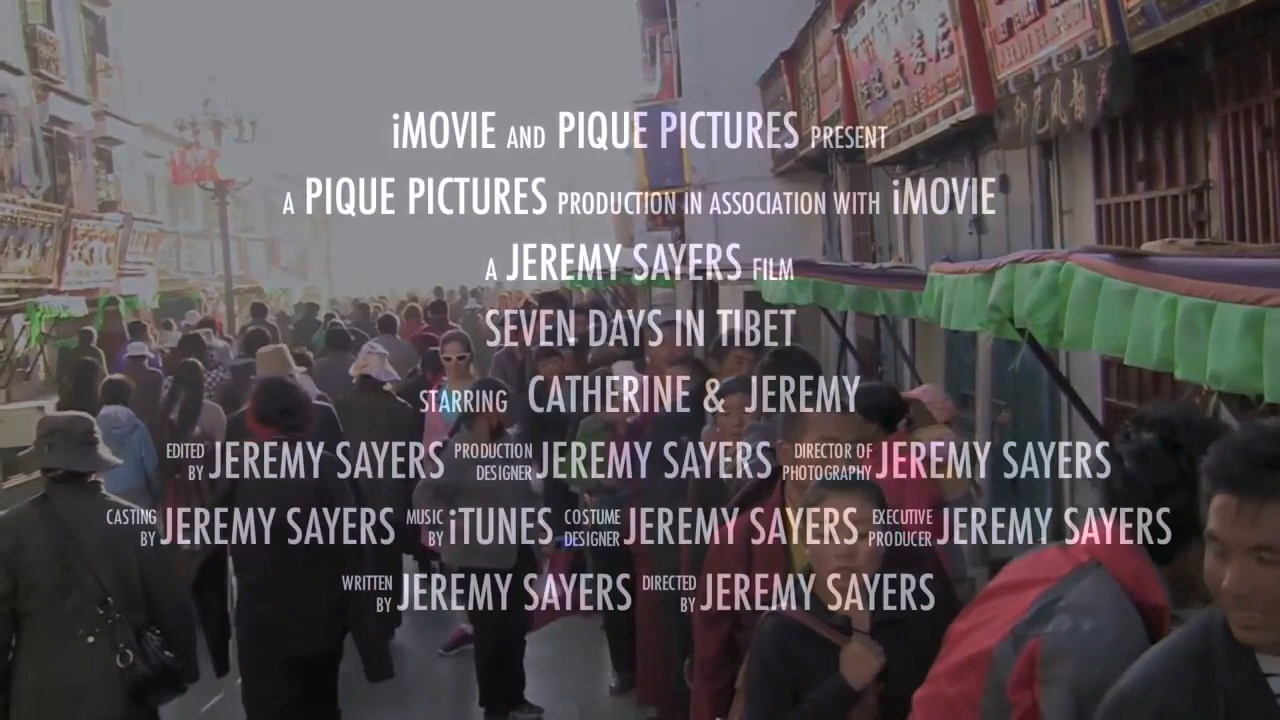 iMOVIE AND PIQUE PICTURES PRESENT
A PIQUE PICTURES PRODUCTION IN ASSOCIATION WITH iMOVIE
A JEREMY SAYERS FILM
SEVEN DAYS IN TIBET
STARRING CATHERINE & JEREMY
EDITED BY JEREMY SAYERS PRODUCTION DESIGNER JEREMY SAYERS DIRECTOR OF PHOTOGRAPHY JEREMY SAYERS
CASTING BY JEREMY SAYERS MUSIC BY iTUNES COSTUME DESIGNER JEREMY SAYERS EXECUTIVE PRODUCER JEREMY SAYERS
WRITTEN BY JEREMY SAYERS DIRECTED BY JEREMY SAYERS